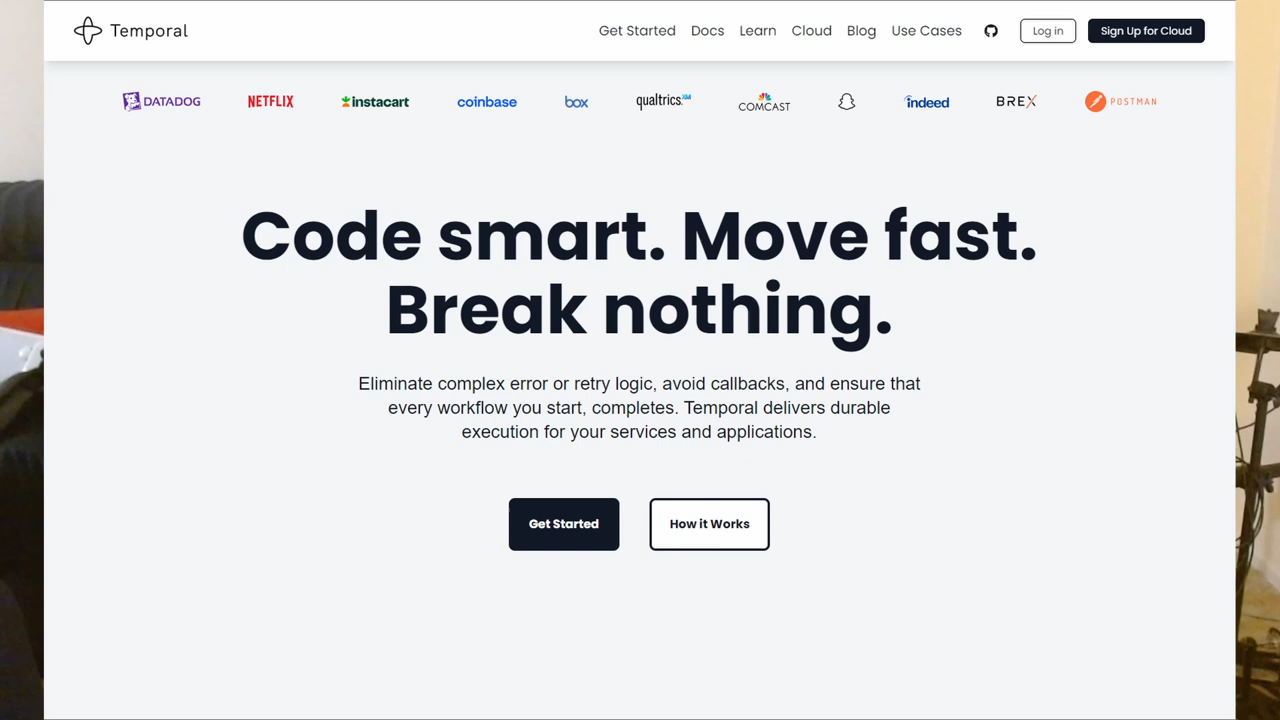 Temporal
Get Started Docs Learn Cloud Blog Use Cases Log in Sign Up for Cloud
DATADOG NETFLIX instacart coinbase box qualtrics.XM COMCAST indeed BREX POSTMAN
Code smart. Move fast.
Break nothing.
Eliminate complex error or retry logic, avoid callbacks, and ensure that
every workflow you start, completes. Temporal delivers durable
execution for your services and applications.
Get Started How it Works